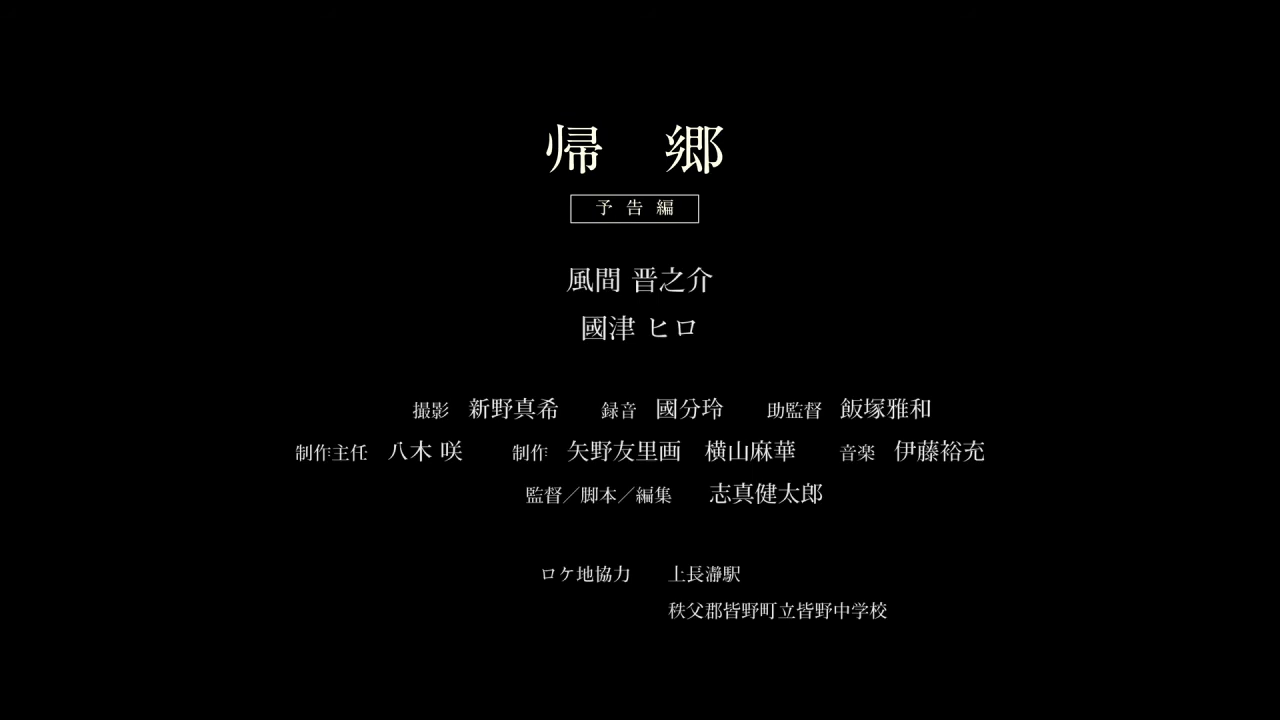 帰 郷
予告編
風間 晋之介
國津 ヒロ
撮影 新野真希 録音 國分玲 助監督 飯塚雅和
制作主任 八木 咲 制作 矢野友里画 横山麻華 音楽 伊藤裕充
監督／脚本／編集 志真健太郎
ロケ地協力 上長瀞駅
秩父郡皆野町立皆野中学校